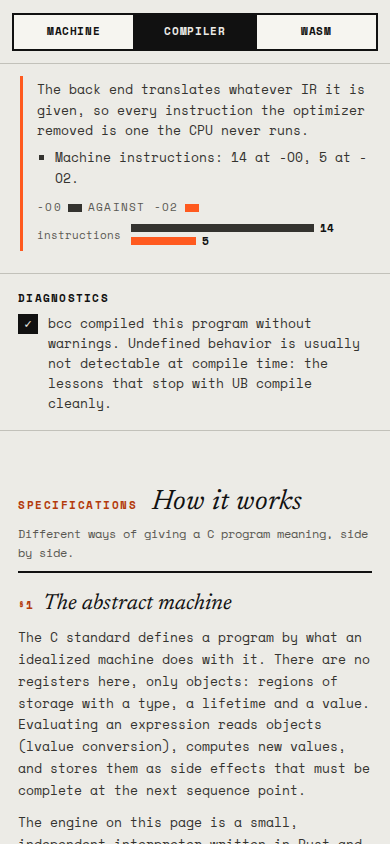 MACHINE
COMPILER
WASM
The back end translates whatever IR it is
given, so every instruction the optimizer
removed is one the CPU never runs.
Machine instructions: 14 at -O0, 5 at -
O2.
-O0 AGAINST -O2
instructions 14
5
DIAGNOSTICS
✓ bcc compiled this program without
warnings. Undefined behavior is usually
not detectable at compile time: the
lessons that stop with UB compile
cleanly.
SPECIFICATIONS How it works
Different ways of giving a C program meaning, side
by side.
§1 The abstract machine
The C standard defines a program by what an
idealized machine does with it. There are no
registers here, only objects: regions of
storage with a type, a lifetime and a value.
Evaluating an expression reads objects
(lvalue conversion), computes new values,
and stores them as side effects that must be
complete at the next sequence point.
The engine on this page is a small,
independent interpreter written in Rust and